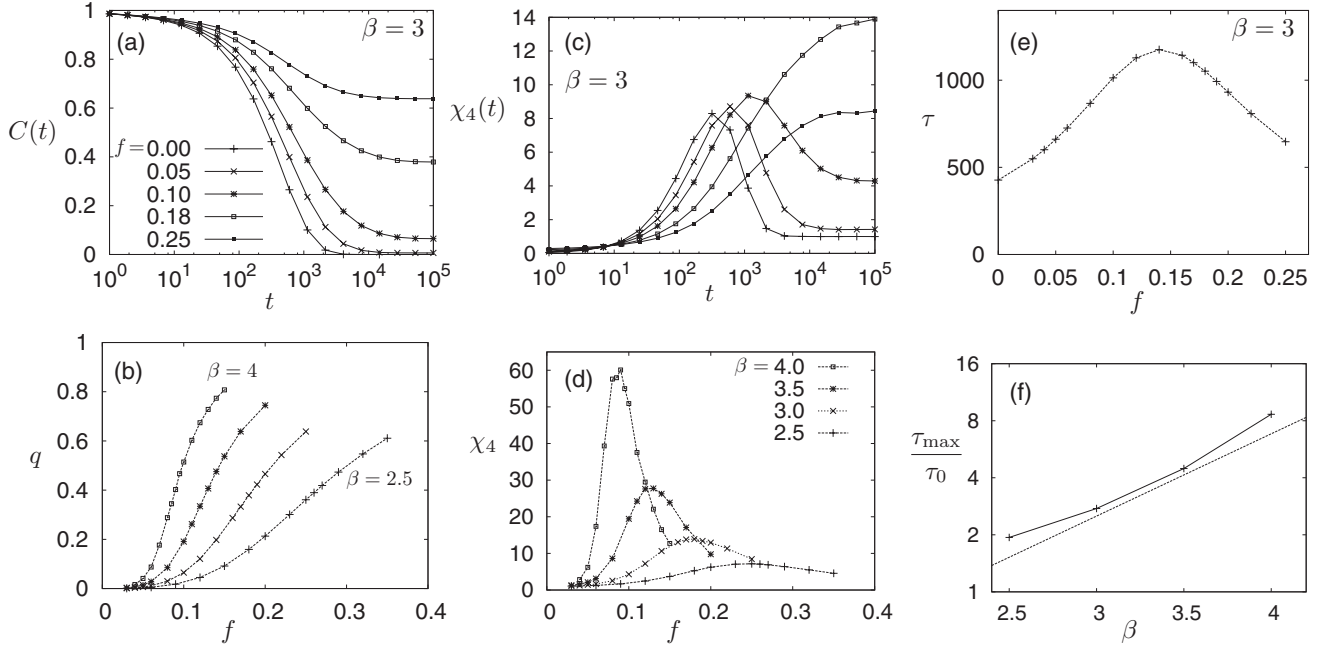 (a)
β = 3
C(t)
1
0.8
0.6
0.4
0.2
0
f = 0.00
0.05
0.10
0.18
0.25
10^0 10^1 10^2 10^3 10^4 10^5
t
(c)
β = 3
χ_4(t)
14
12
10
8
6
4
2
0
10^0 10^1 10^2 10^3 10^4 10^5
t
(e)
β = 3
τ
1000
500
0
0 0.05 0.1 0.15 0.2 0.25
f
(b)
β = 4
β = 2.5
q
1
0.8
0.6
0.4
0.2
0
0 0.1 0.2 0.3 0.4
f
(d)
β = 4.0
3.5
3.0
2.5
χ_4
60
50
40
30
20
10
0
0 0.1 0.2 0.3 0.4
f
(f)
τ_max
τ_0
16
8
4
2
1
2.5 3 3.5 4
β